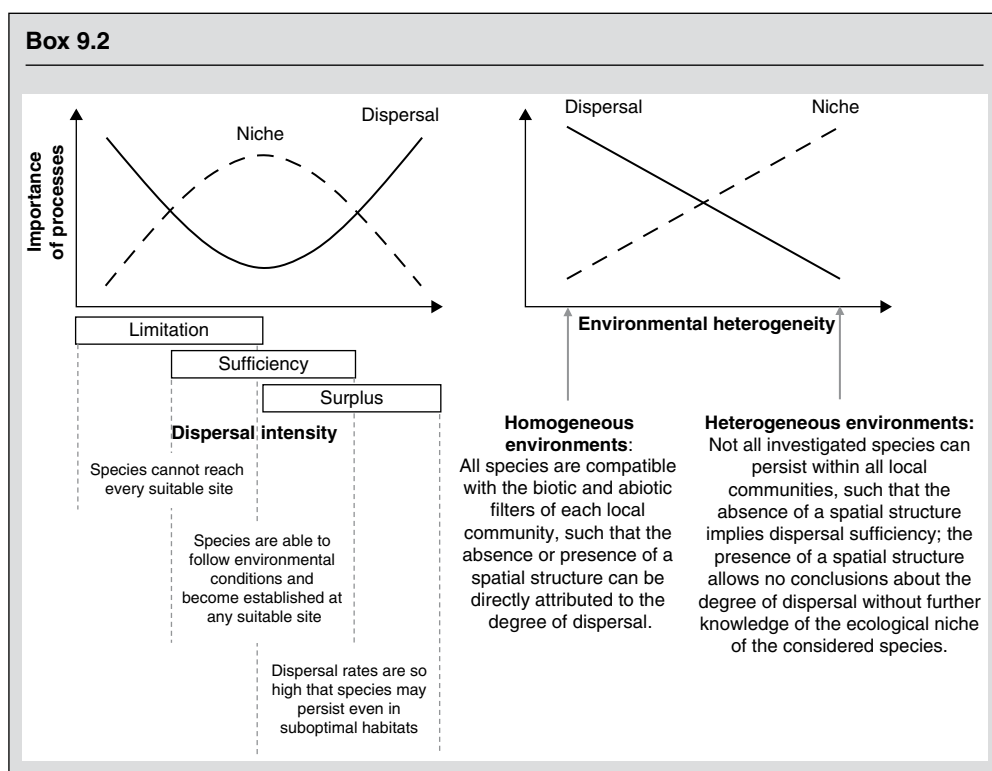 Box 9.2
Dispersal
Niche
Importance
of processes
Limitation
Sufficiency
Surplus
Dispersal intensity
Species cannot reach
every suitable site
Species are able to
follow environmental
conditions and
become established at
any suitable site
Dispersal rates are so
high that species may
persist even in
suboptimal habitats
Dispersal
Niche
Environmental heterogeneity
Homogeneous
environments:
All species are compatible
with the biotic and abiotic
filters of each local
community, such that the
absence or presence of a
spatial structure can be
directly attributed to the
degree of dispersal.
Heterogeneous environments:
Not all investigated species can
persist within all local
communities, such that the
absence of a spatial structure
implies dispersal sufficiency; the
presence of a spatial structure
allows no conclusions about the
degree of dispersal without further
knowledge of the ecological niche
of the considered species.